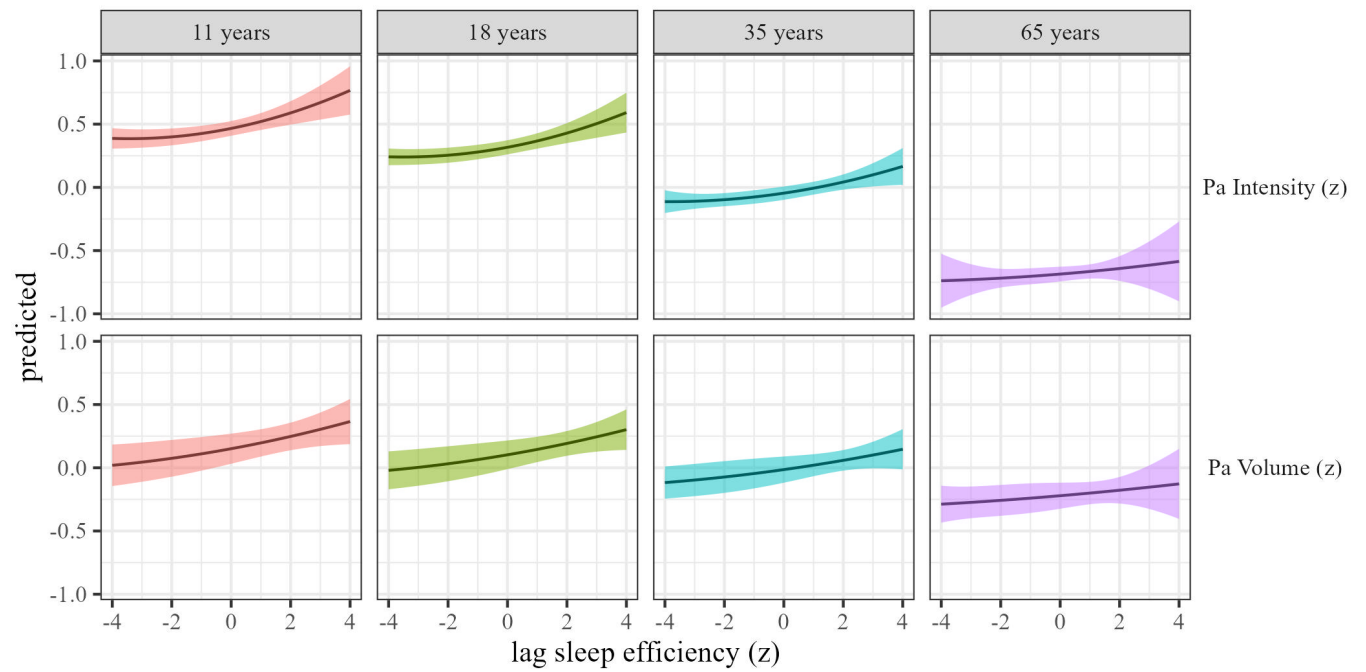 11 years 18 years 35 years 65 years
1.0
0.5
0.0
-0.5
-1.0
Pa Intensity (z)
predicted
1.0
0.5
0.0
-0.5
-1.0
Pa Volume (z)
-4 -2 0 2 4 -4 -2 0 2 4 -4 -2 0 2 4 -4 -2 0 2 4
lag sleep efficiency (z)